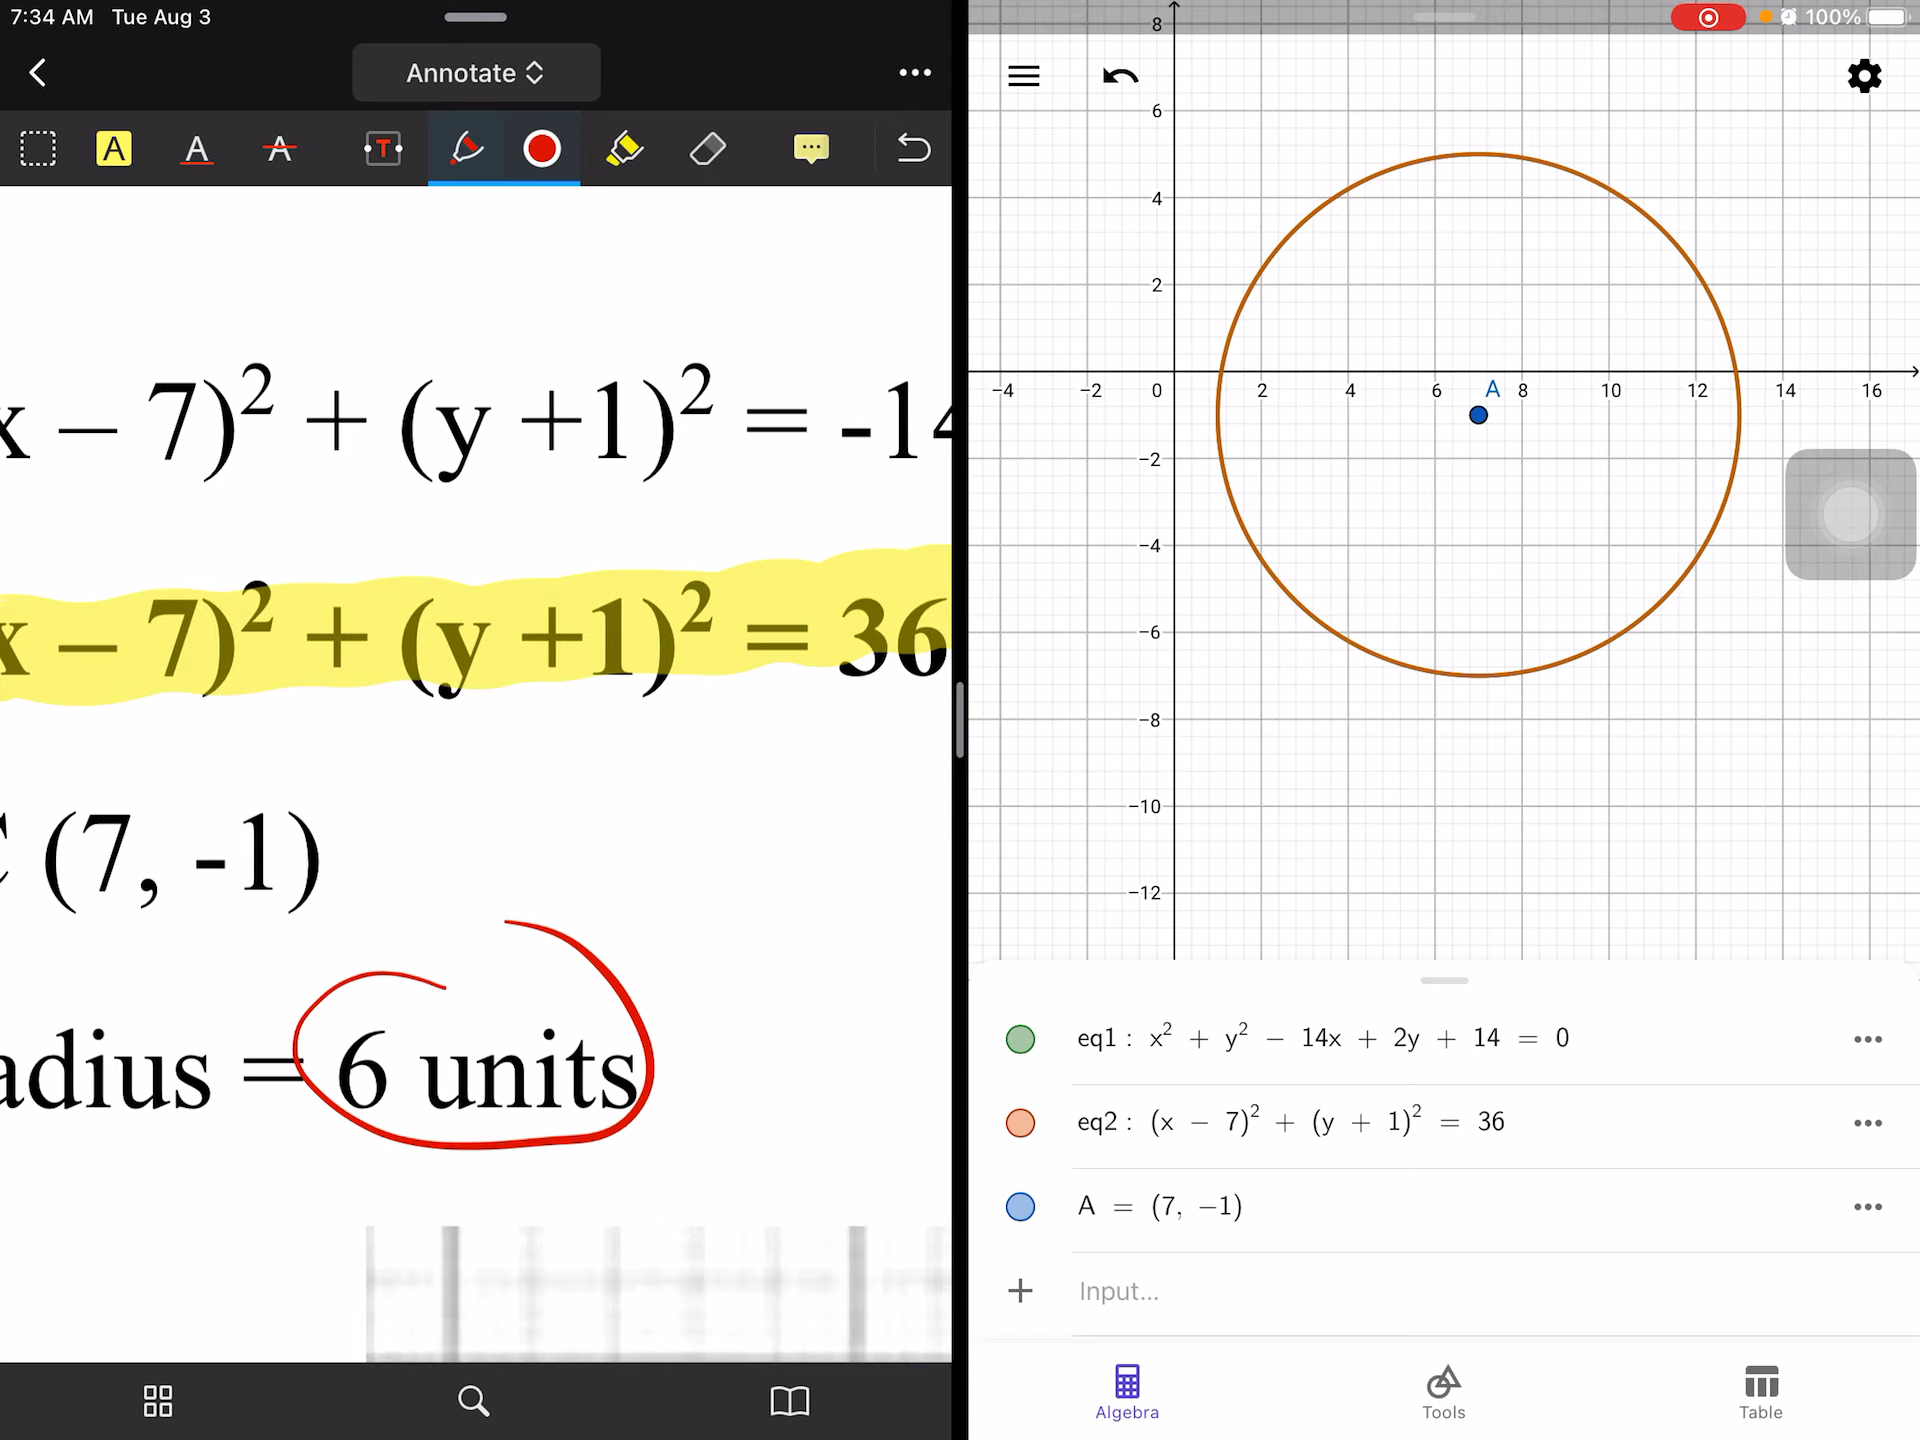 7:34 AM Tue Aug 3
Annotate
A A A T
x – 7)² + (y +1)² = -14
x – 7)² + (y +1)² = 36
(7, -1)
adius = 6 units
100%
8
6
4
2
−4 −2 0 2 4 6 8 10 12 14 16
A
−2
−4
−6
−8
−10
−12
eq1 : x² + y² − 14x + 2y + 14 = 0
eq2 : (x − 7)² + (y + 1)² = 36
A = (7, −1)
Input...
Algebra Tools Table